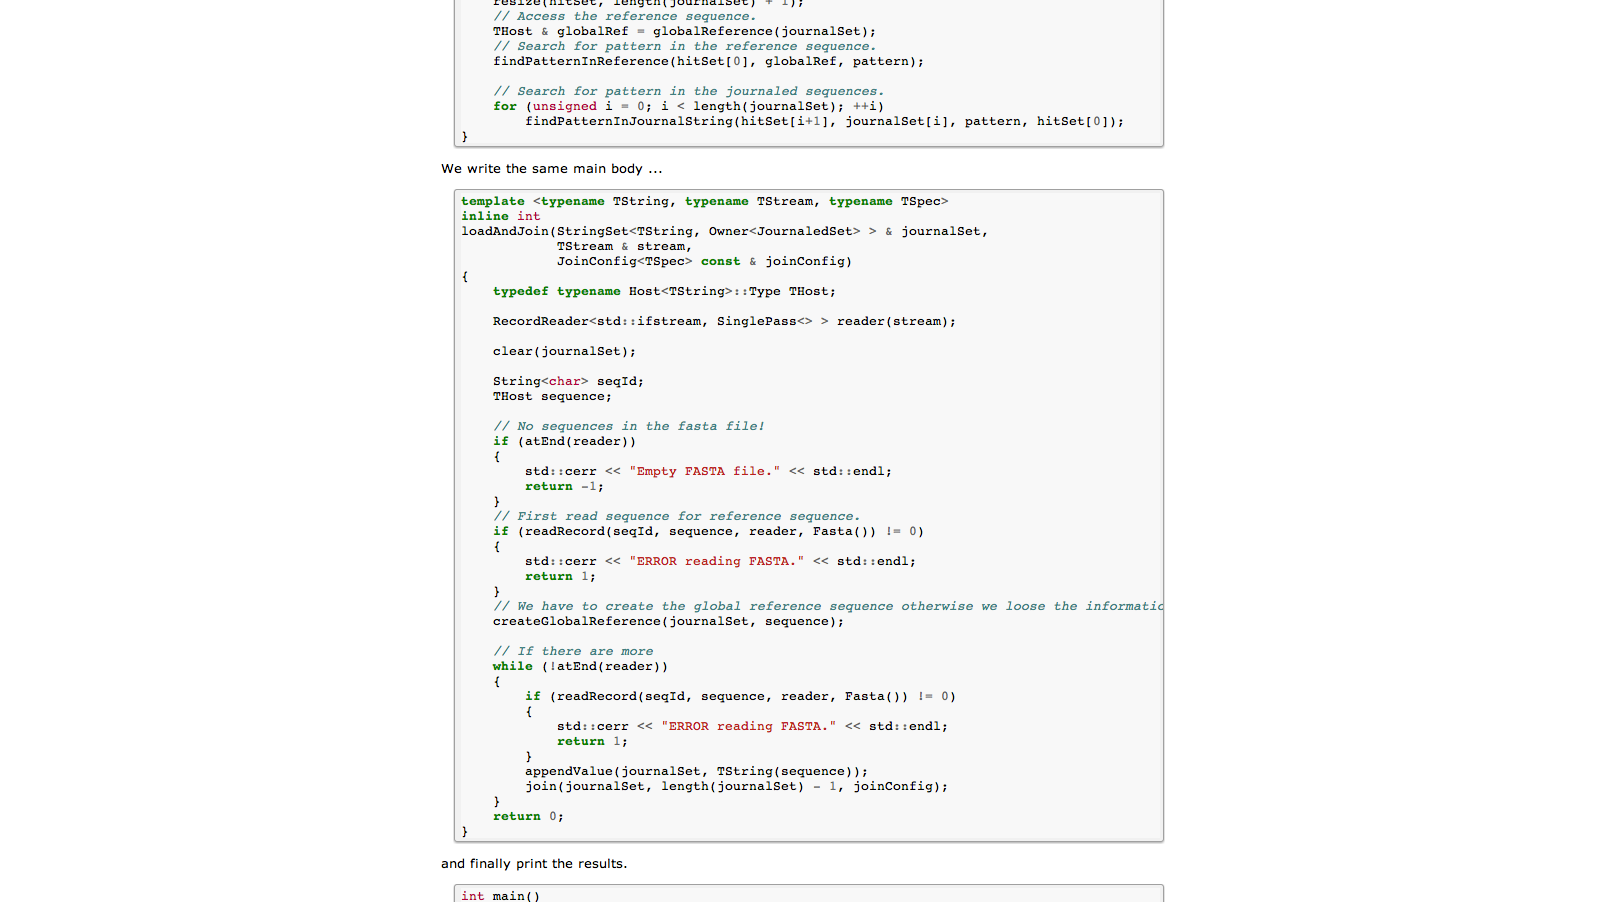 resize(hitSet, length(journalSet) + 1);
// Access the reference sequence.
THost & globalRef = globalReference(journalSet);
// Search for pattern in the reference sequence.
findPatternInReference(hitSet[0], globalRef, pattern);
// Search for pattern in the journaled sequences.
for (unsigned i = 0; i < length(journalSet); ++i)
findPatternInJournalString(hitSet[i+1], journalSet[i], pattern, hitSet[0]);
}
We write the same main body ...
template <typename TString, typename TStream, typename TSpec>
inline int
loadAndJoin(StringSet<TString, Owner<JournaledSet> > & journalSet,
TStream & stream,
JoinConfig<TSpec> const & joinConfig)
{
typedef typename Host<TString>::Type THost;
RecordReader<std::ifstream, SinglePass<> > reader(stream);
clear(journalSet);
String<char> seqId;
THost sequence;
// No sequences in the fasta file!
if (atEnd(reader))
{
std::cerr << "Empty FASTA file." << std::endl;
return -1;
}
// First read sequence for reference sequence.
if (readRecord(seqId, sequence, reader, Fasta()) != 0)
{
std::cerr << "ERROR reading FASTA." << std::endl;
return 1;
}
// We have to create the global reference sequence otherwise we loose the informatic
createGlobalReference(journalSet, sequence);
// If there are more
while (!atEnd(reader))
{
if (readRecord(seqId, sequence, reader, Fasta()) != 0)
{
std::cerr << "ERROR reading FASTA." << std::endl;
return 1;
}
appendValue(journalSet, TString(sequence));
join(journalSet, length(journalSet) - 1, joinConfig);
}
return 0;
}
and finally print the results.
int main()